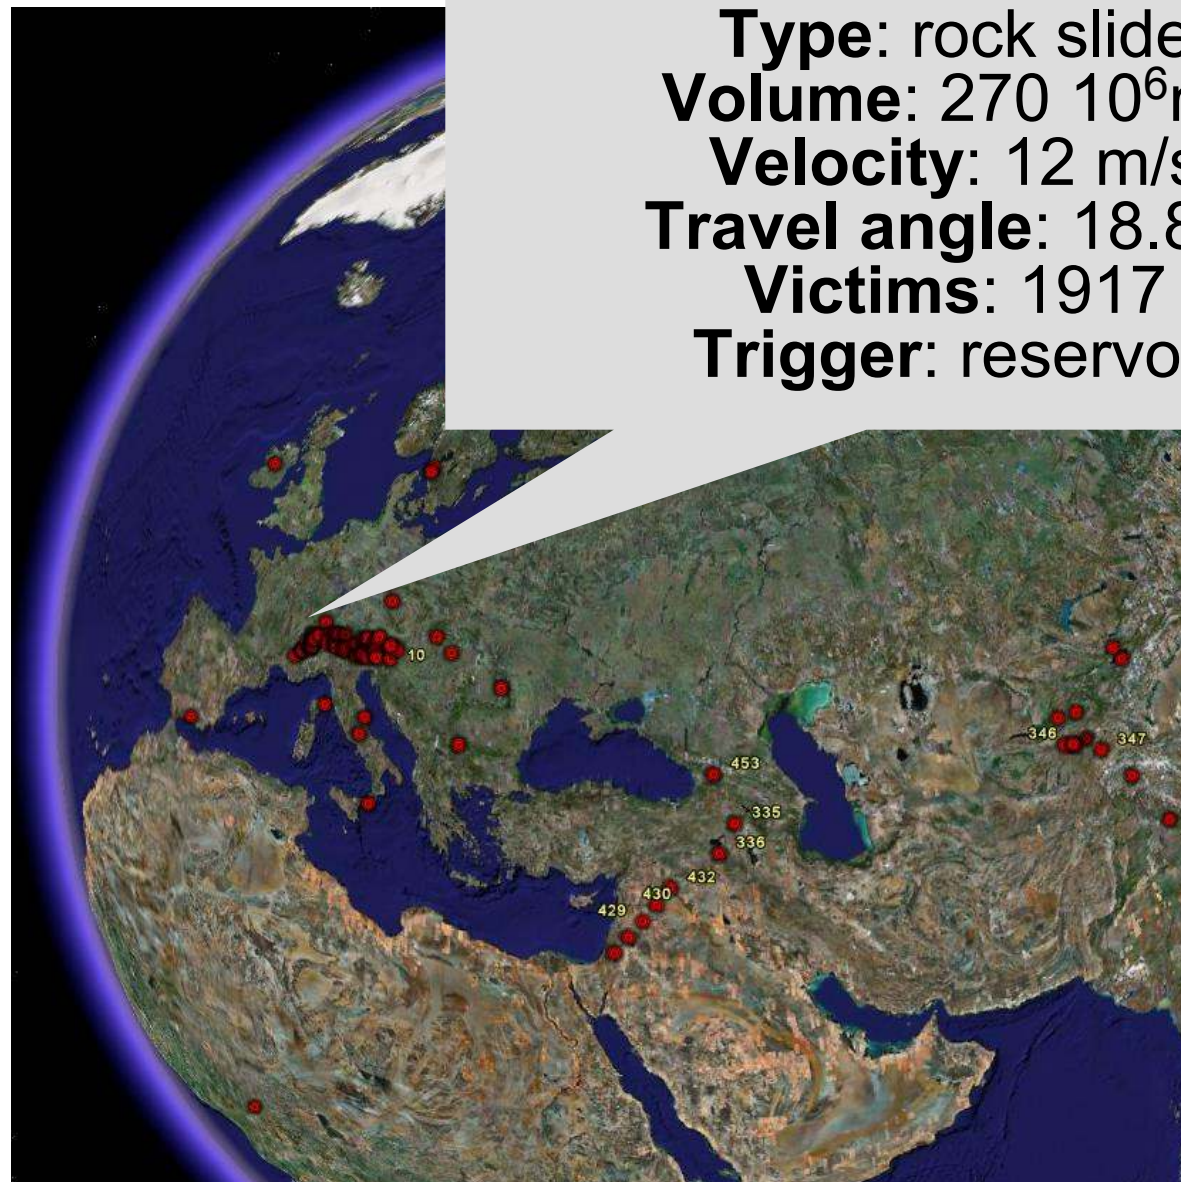 Type: rock slide
Volume: 270 10⁶
Velocity: 12 m/s
Travel angle: 18.8
Victims: 1917
Trigger: reservo
10
346
347
453
335
336
432
430
429